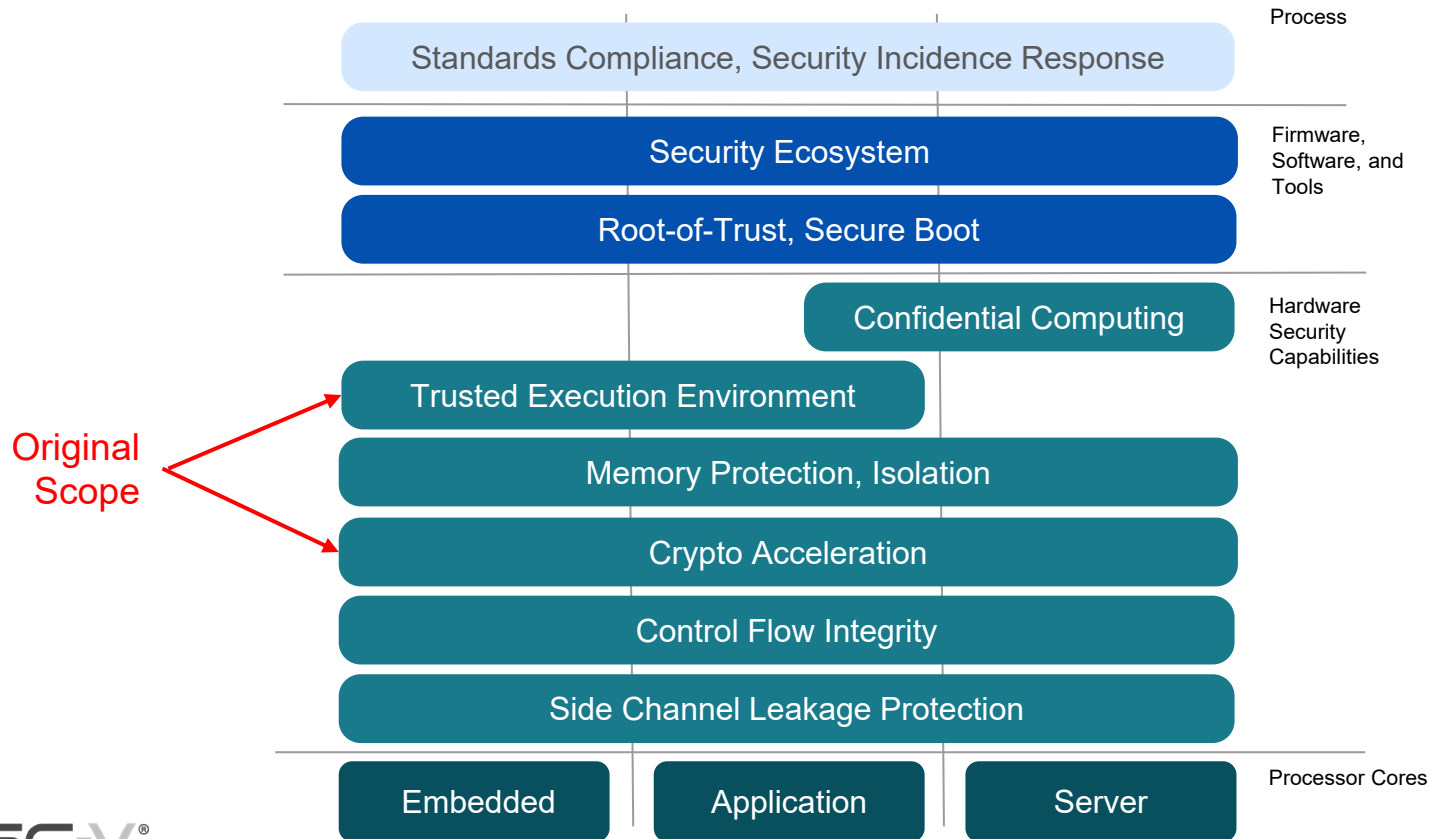 Process
Standards Compliance, Security Incidence Response
Security Ecosystem
Firmware,
Software, and
Tools
Root-of-Trust, Secure Boot
Confidential Computing
Hardware
Security
Capabilities
Trusted Execution Environment
Original
Scope
Memory Protection, Isolation
Crypto Acceleration
Control Flow Integrity
Side Channel Leakage Protection
Processor Cores
Embedded
Application
Server